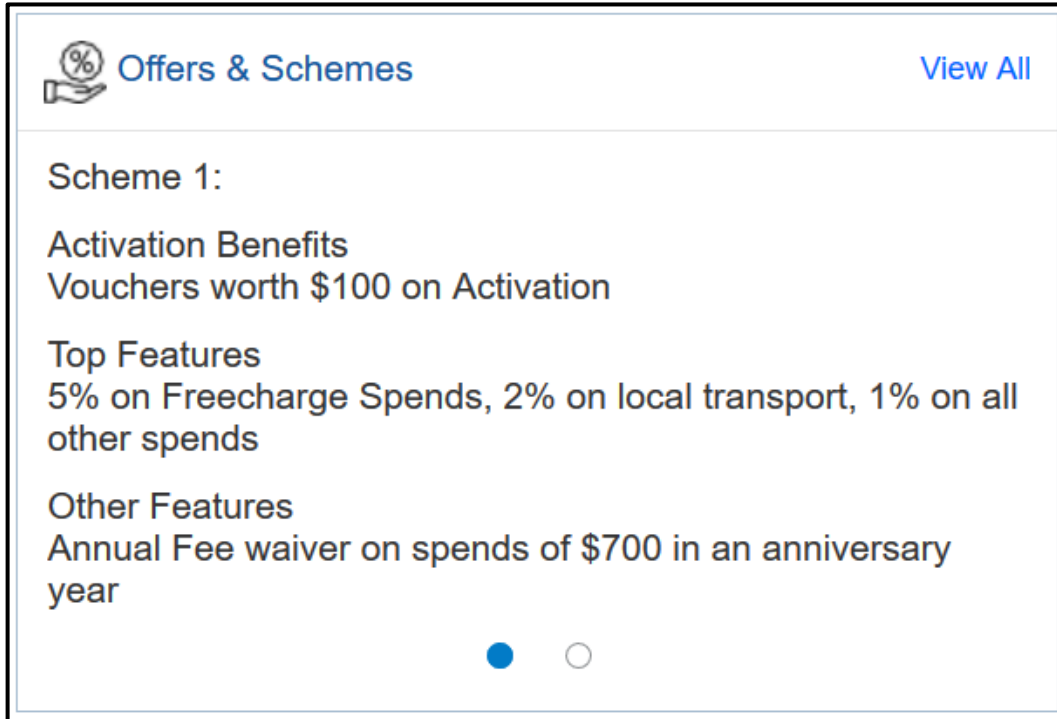 %
Offers & Schemes
View All
Scheme 1:
Activation Benefits
Vouchers worth $100 on Activation
Top Features
5% on Freecharge Spends, 2% on local transport, 1% on all
other spends
Other Features
Annual Fee waiver on spends of $700 in an anniversary
year